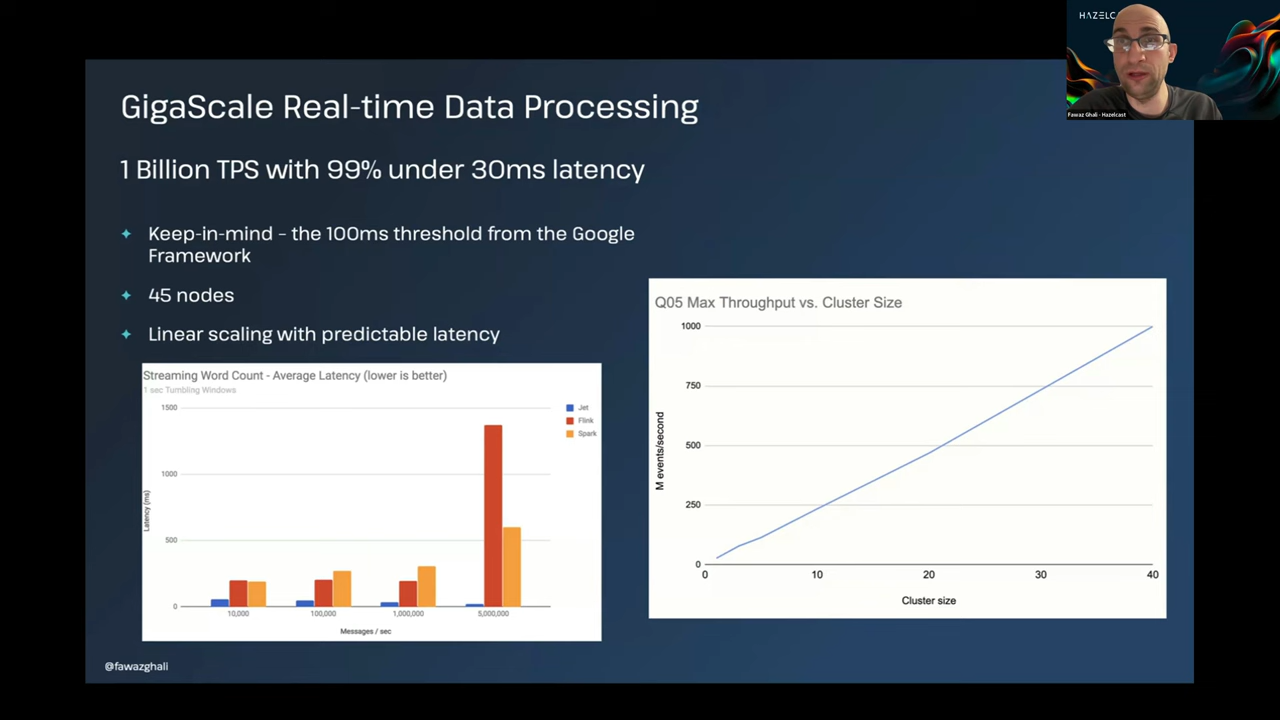 HΛZELC
Fawaz Ghali - Hazelcast
GigaScale Real-time Data Processing
1 Billion TPS with 99% under 30ms latency
✦ Keep-in-mind – the 100ms threshold from the Google
Framework
✦ 45 nodes
✦ Linear scaling with predictable latency
Streaming Word Count - Average Latency (lower is better)
1 sec Tumbling Windows
1500
1000
500
0
Latency (ms)
10,000 100,000 1,000,000 5,000,000
Messages / sec
Jet
Flink
Spark
Q05 Max Throughput vs. Cluster Size
1000
750
500
250
0
M events/second
0 10 20 30 40
Cluster size
@fawazghali